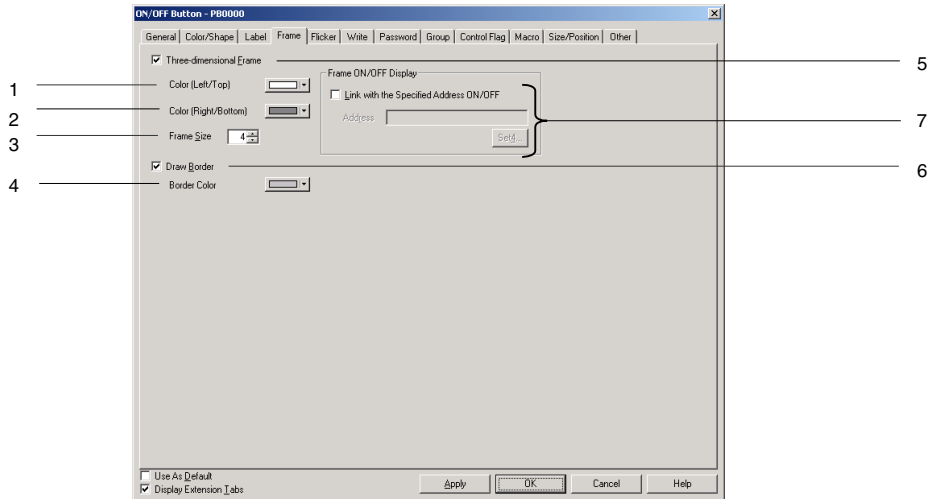 ON/OFF Button - PB0000
General Color/Shape Label Frame Flicker Write Password Group Control Flag Macro Size/Position Other
Three-dimensional Frame
5
Frame ON/OFF Display
1
Color (Left/Top)
Link with the Specified Address ON/OFF
2
Color (Right/Bottom)
Address
7
3
Frame Size
4
Set4...
Draw Border
6
4
Border Color
Use As Default
Display Extension Tabs
Apply
OK
Cancel
Help